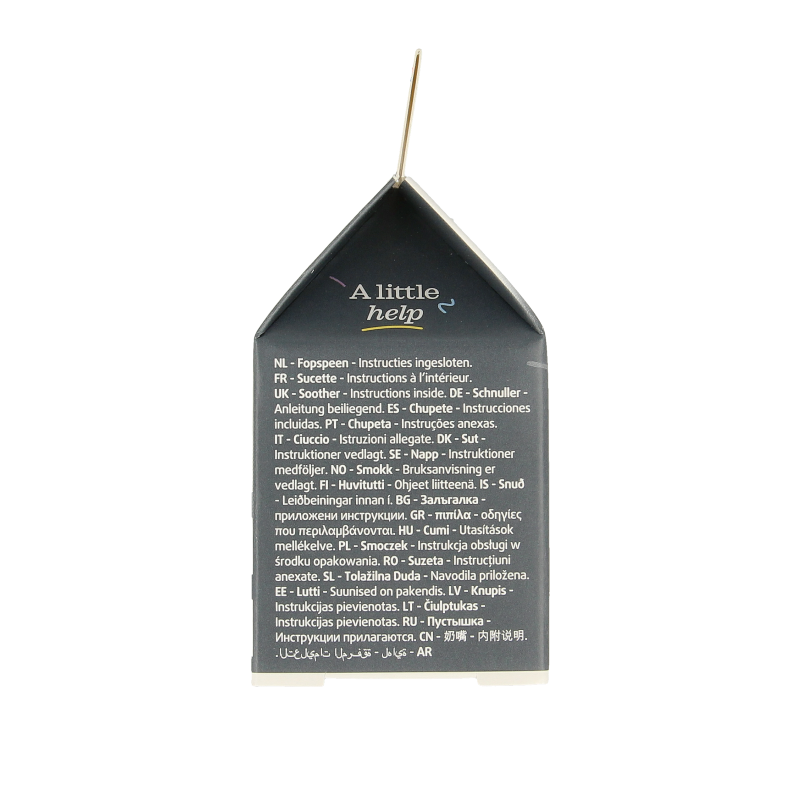 A little
help
NL - Fopspeen - Instructies ingesloten.
FR - Sucette - Instructions à l'intérieur.
UK - Soother - Instructions inside. DE - Schnuller -
Anleitung beiliegend. ES - Chupete - Instrucciones
incluidas. PT - Chupeta - Instruções anexas.
IT - Ciuccio - Istruzioni allegate. DK - Sut -
Instruktioner vedlagt. SE - Napp - Instruktioner
medföljer. NO - Smokk - Bruksanvisning er
vedlagt. FI - Huvitutti - Ohjeet liitteenä. IS - Snuð
- Leiðbeiningar innan í. BG - Залъгалка -
приложени инструкции. GR - πιπίλα - οδηγίες
που περιλαμβάνονται. HU - Cumi - Utasítások
mellékelve. PL - Smoczek - Instrukcja obsługi w
środku opakowania. RO - Suzeta - Instrucțiuni
anexate. SL - Tolažilna Duda - Navodila priložena.
EE - Lutti - Suunised on pakendis. LV - Knupis -
Instrukcijas pievienotas. LT - Čiulptukas -
Instrukcijas pievienotas. RU - Пустышка -
Инструкции прилагаются. CN - 奶嘴 - 内附说明.
AR - لهاية - التعليمات المرفقة.